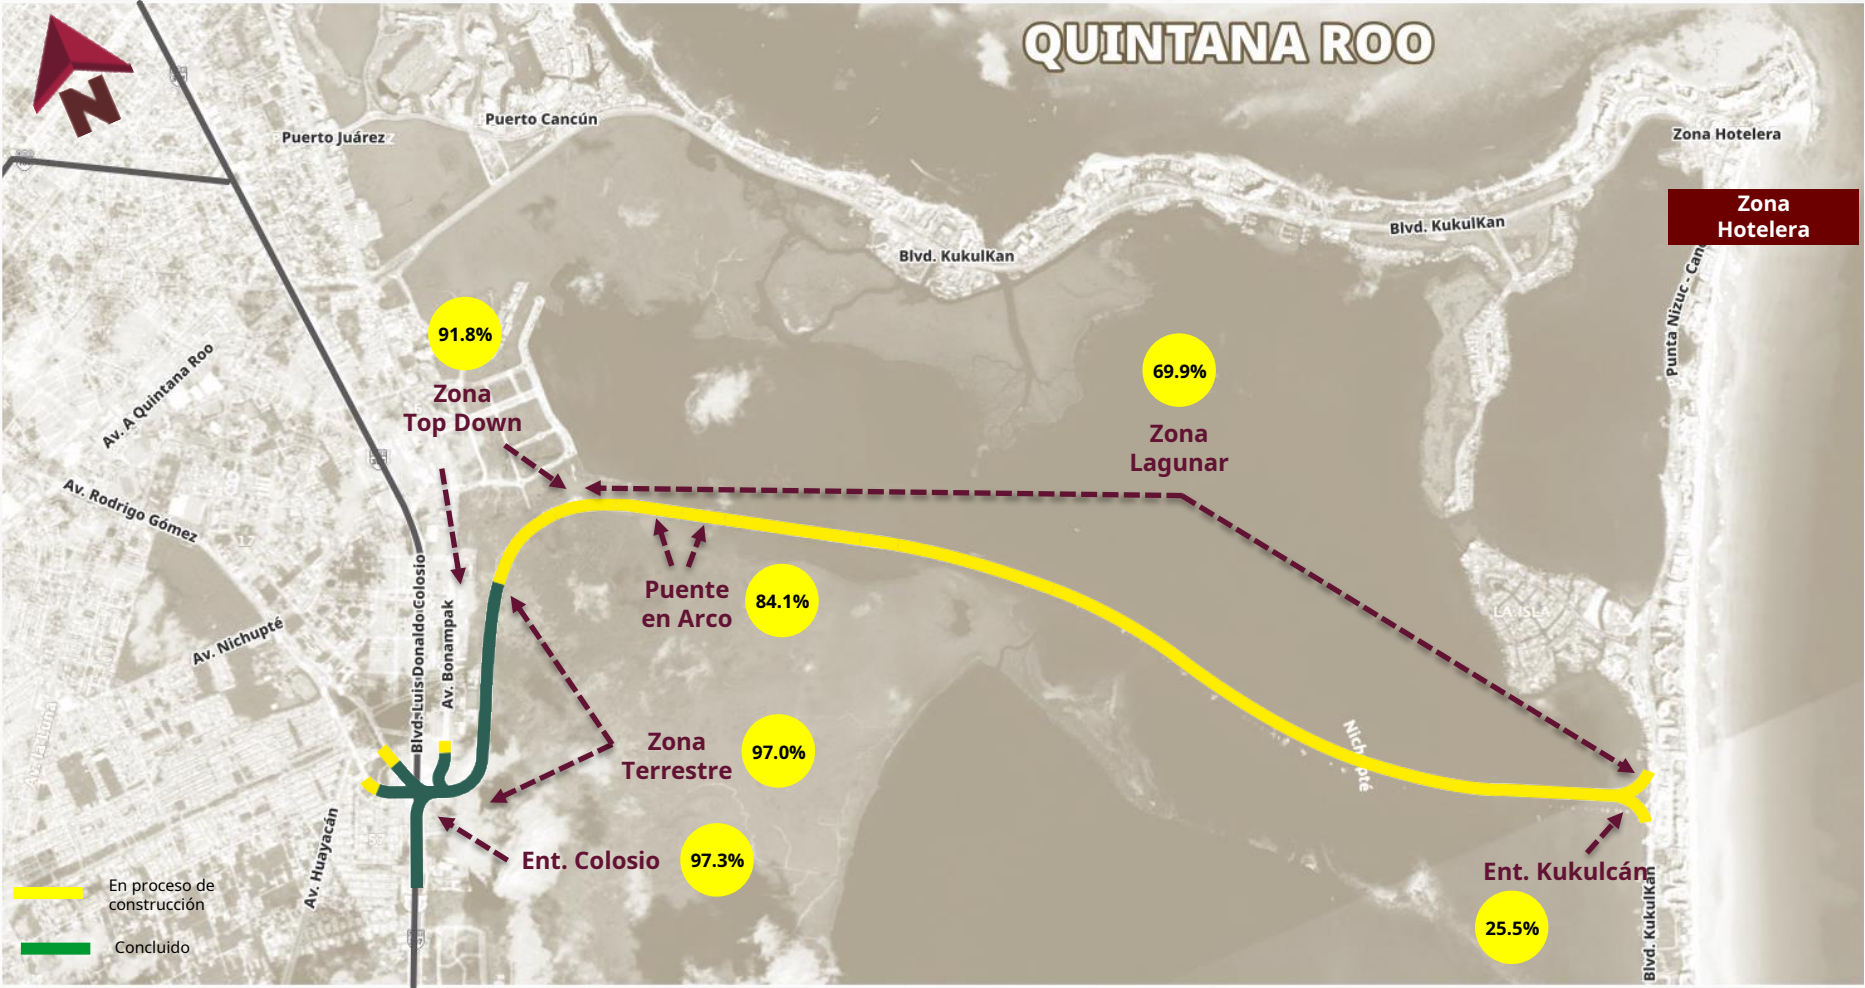 QUINTANA ROO
N
Puerto Juárez
Puerto Cancún
Zona Hotelera
Zona
Hotelera
Blvd. KukulKan
Blvd. KukulKan
Punta Nizuc - Canc
91.8%
Zona
Top Down
69.9%
Zona
Lagunar
Av. A Quintana Roo
Av. Rodrigo Gómez
17
Av. Nichupté
Blvd. Luis Donaldo Colosio
Av. Bonampak
Puente
en Arco
84.1%
LA ISLA
Nichupté
Zona
Terrestre
97.0%
Av. Huayacán
Ent. Colosio
97.3%
Ent. Kukulcán
25.5%
Blvd. KukulKan
En proceso de
construcción
Concluido